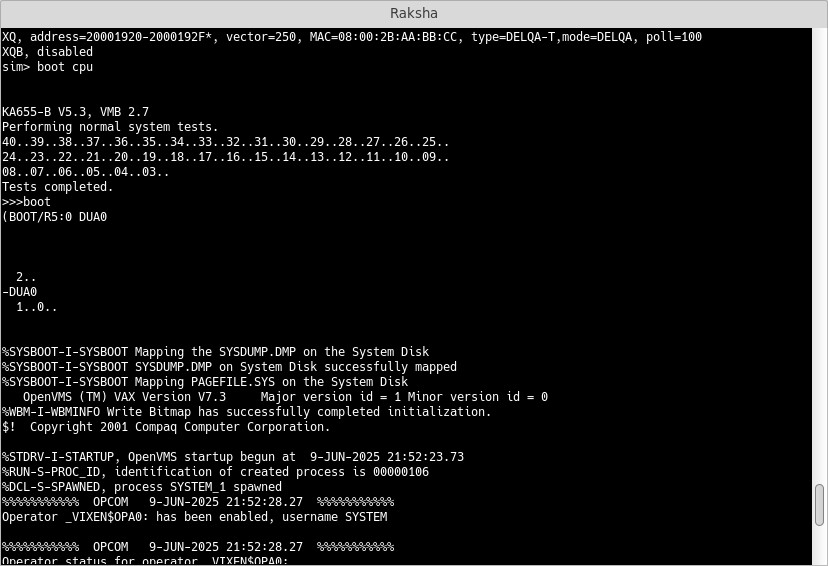 Raksha
XQ, address=20001920-2000192F*, vector=250, MAC=08:00:2B:AA:BB:CC, type=DELQA-T,mode=DELQA, poll=100
XQB, disabled
sim> boot cpu
KA655-B V5.3, VMB 2.7
Performing normal system tests.
40..39..38..37..36..35..34..33..32..31..30..29..28..27..26..25..
24..23..22..21..20..19..18..17..16..15..14..13..12..11..10..09..
08..07..06..05..04..03..
Tests completed.
>>>boot
(BOOT/R5:0 DUA0
2..
-DUA0
1..0..
%SYSBOOT-I-SYSBOOT Mapping the SYSDUMP.DMP on the System Disk
%SYSBOOT-I-SYSBOOT SYSDUMP.DMP on System Disk successfully mapped
%SYSBOOT-I-SYSBOOT Mapping PAGEFILE.SYS on the System Disk
OpenVMS (TM) VAX Version V7.3     Major version id = 1 Minor version id = 0
%WBM-I-WBMINFO Write Bitmap has successfully completed initialization.
$!  Copyright 2001 Compaq Computer Corporation.
%STDRV-I-STARTUP, OpenVMS startup begun at  9-JUN-2025 21:52:23.73
%RUN-S-PROC_ID, identification of created process is 00000106
%DCL-S-SPAWNED, process SYSTEM_1 spawned
%%%%%%%%%%%  OPCOM   9-JUN-2025 21:52:28.27  %%%%%%%%%%%
Operator _VIXEN$OPA0: has been enabled, username SYSTEM
%%%%%%%%%%%  OPCOM   9-JUN-2025 21:52:28.27  %%%%%%%%%%%
Operator status for operator _VIXEN$OPA0: